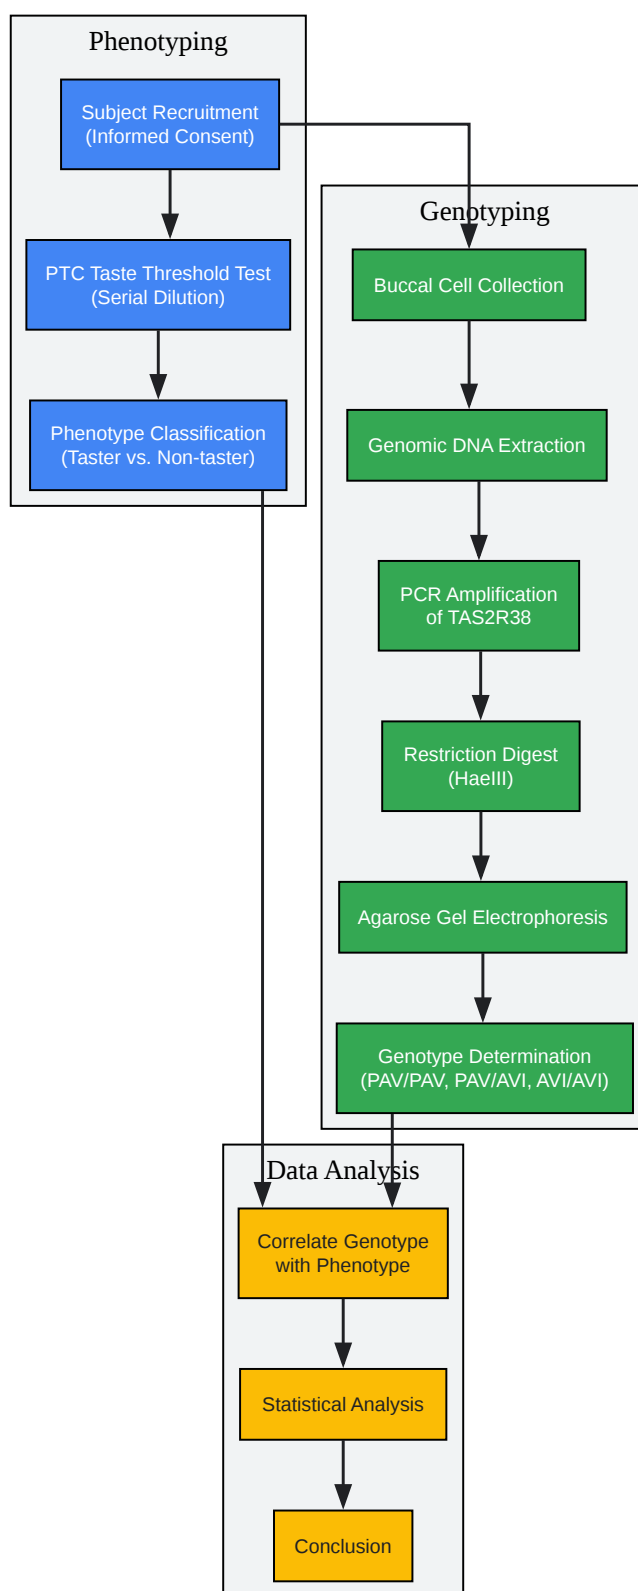 Phenotyping
Subject Recruitment
(Informed Consent)
PTC Taste Threshold Test
(Serial Dilution)
Phenotype Classification
(Taster vs. Non-taster)
Genotyping
Buccal Cell Collection
Genomic DNA Extraction
PCR Amplification
of TAS2R38
Restriction Digest
(HaeIII)
Agarose Gel Electrophoresis
Genotype Determination
(PAV/PAV, PAV/AVI, AVI/AVI)
Data Analysis
Correlate Genotype
with Phenotype
Statistical Analysis
Conclusion